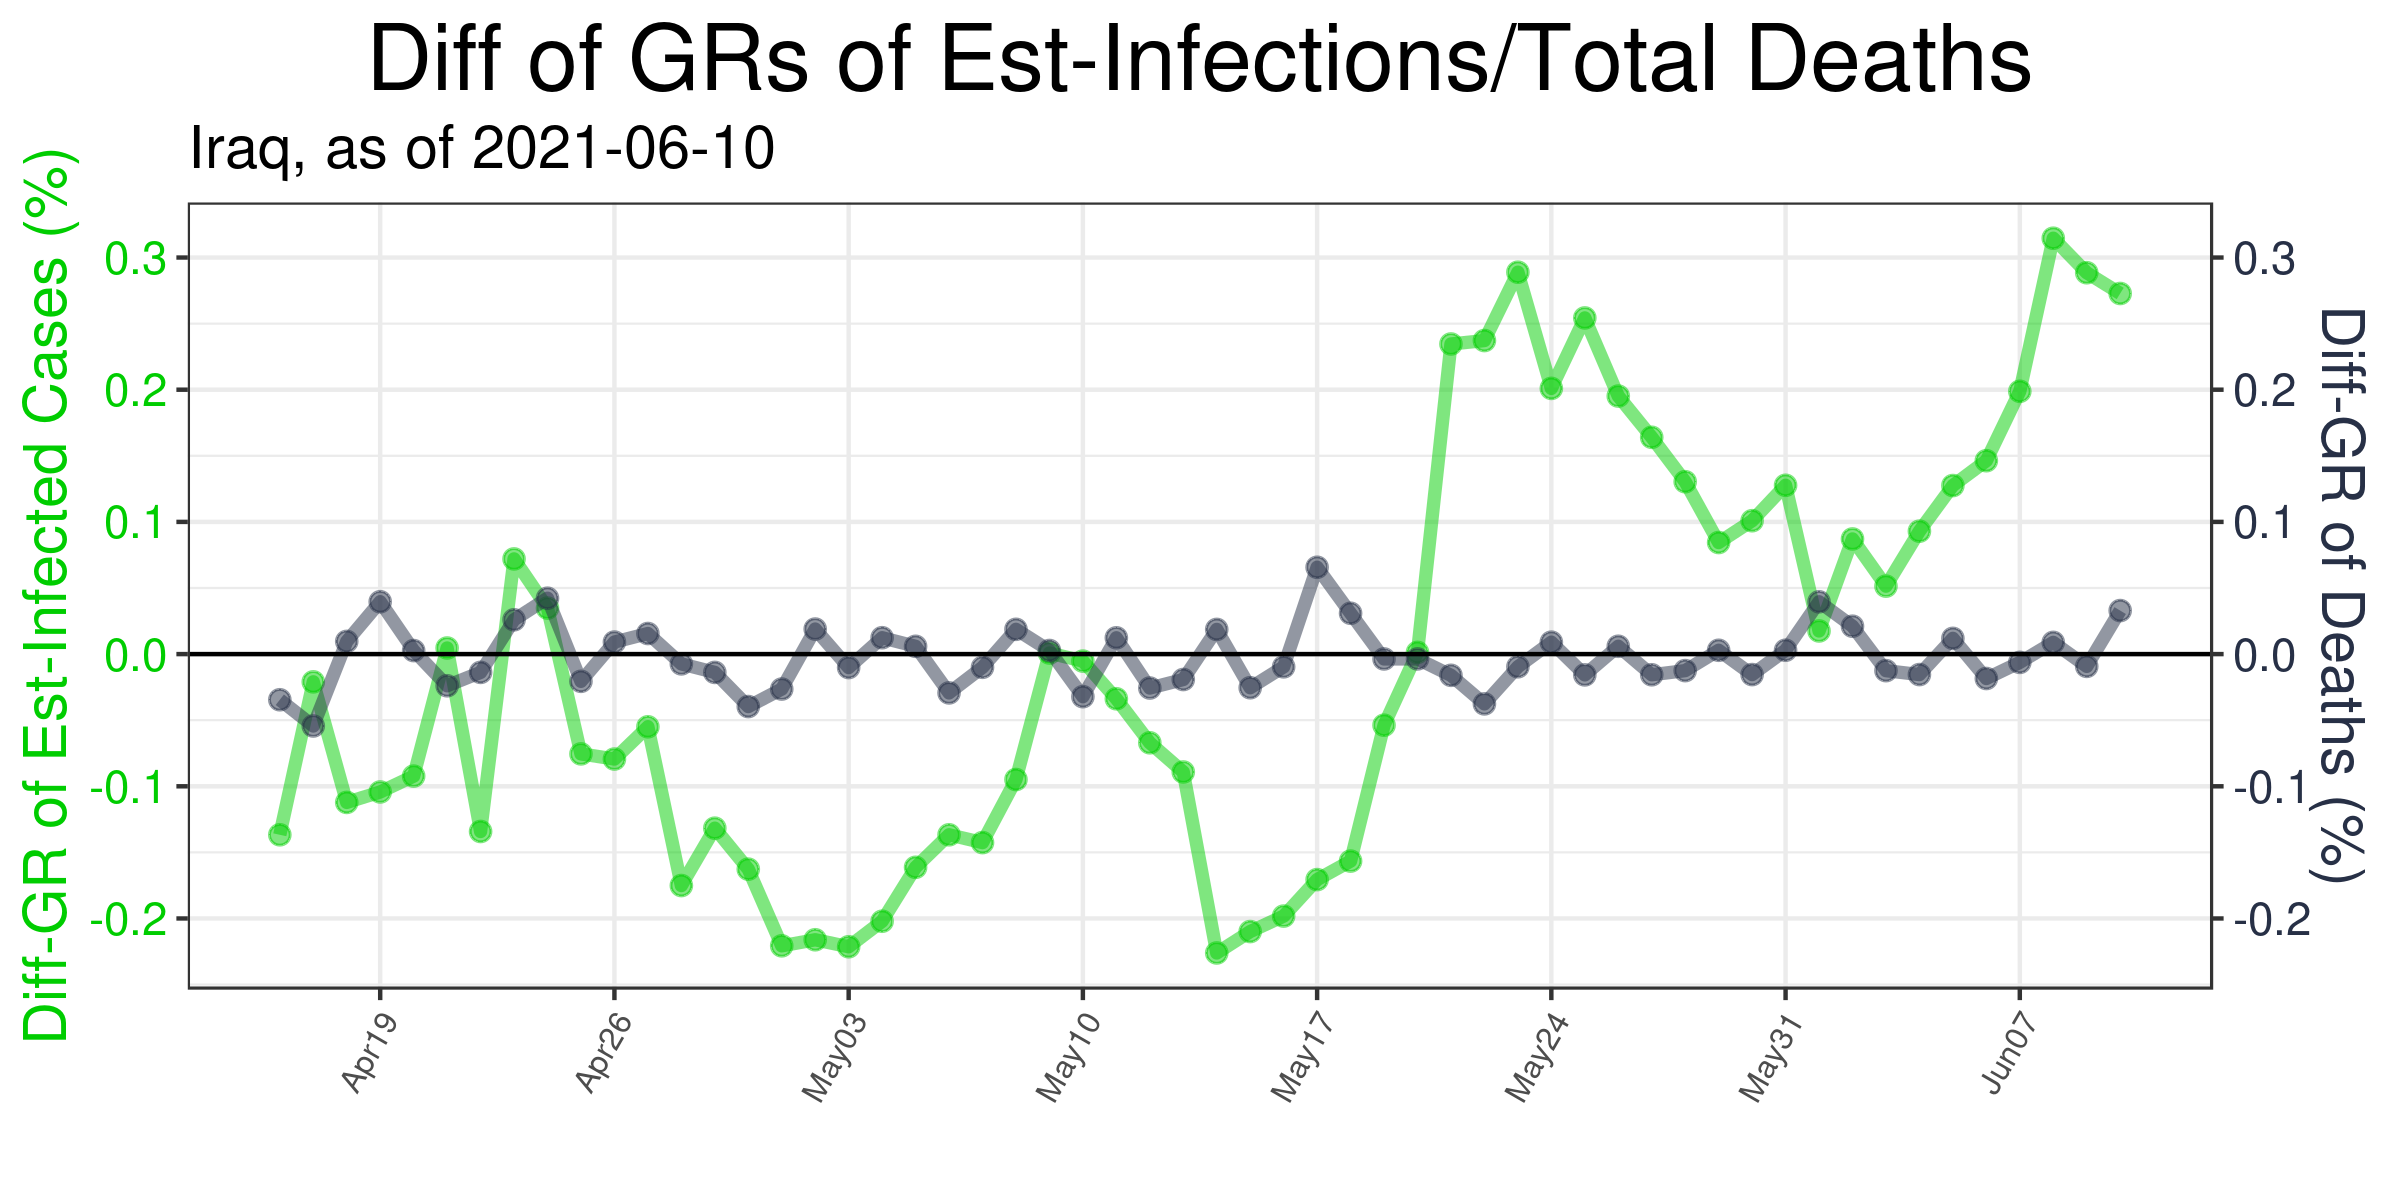 Diff of GRs of Est-Infections/Total Deaths
Iraq, as of 2021-06-10
Diff-GR of Est-Infected Cases (%)
0.3
0.2
0.1
0.0
-0.1
-0.2
0.3
0.2
0.1
0.0
-0.1
-0.2
Diff-GR of Deaths (%)
Apr19
Apr26
May03
May10
May17
May24
May31
Jun07